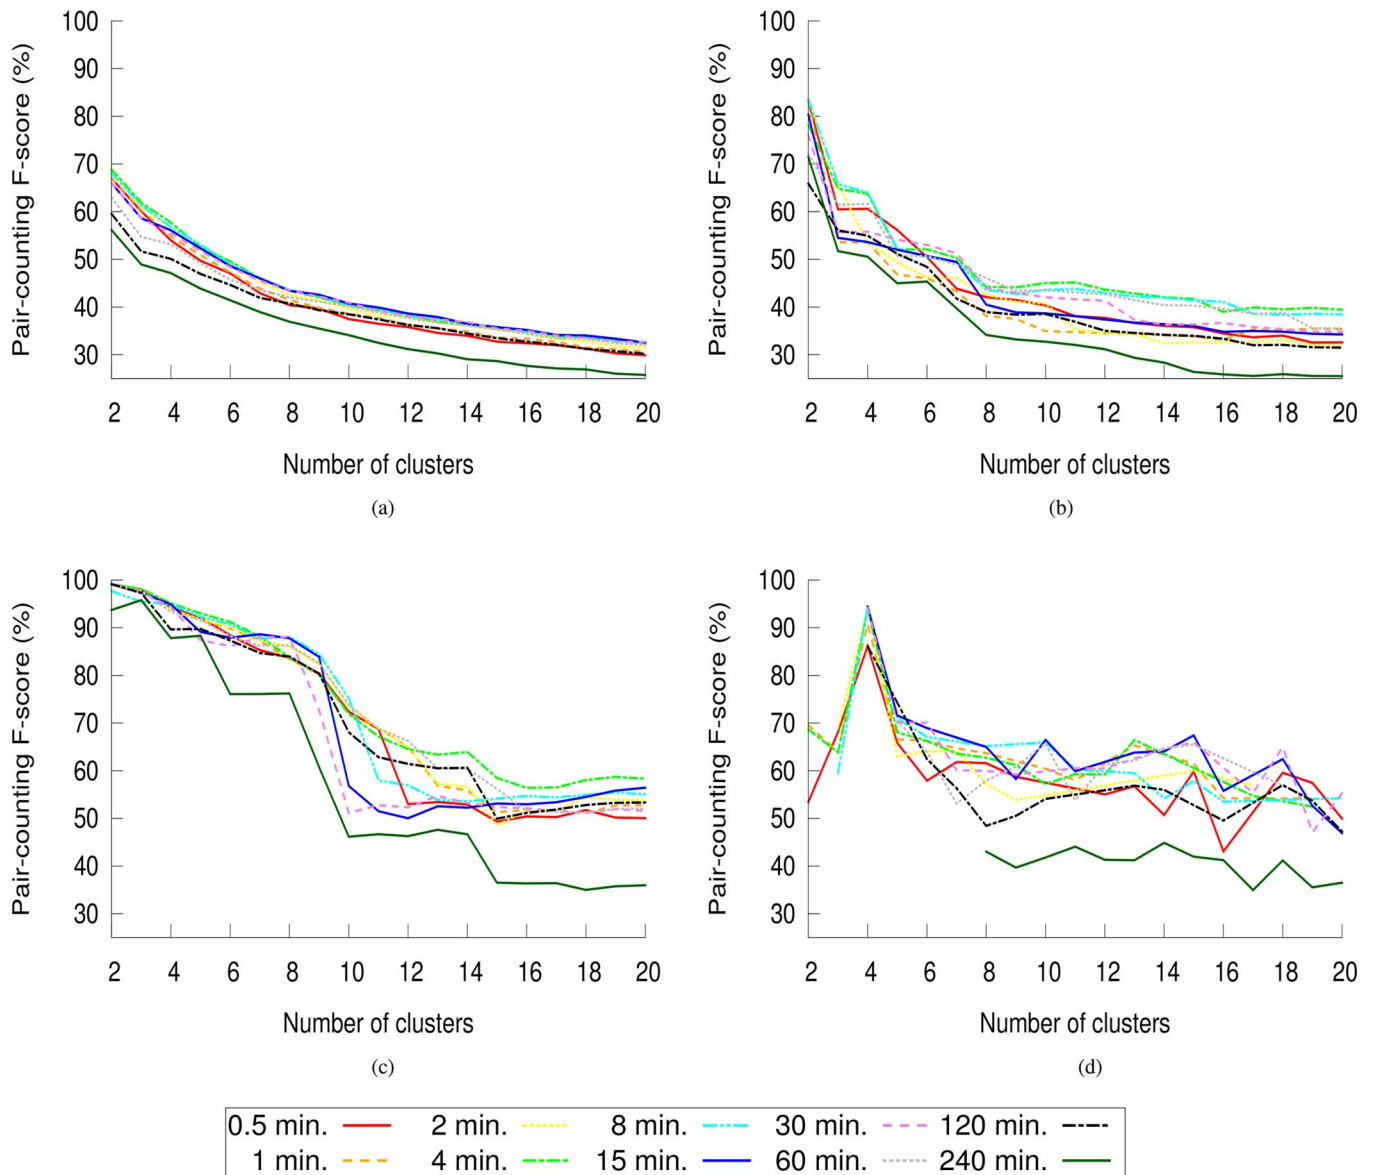 Pair-counting F-score (%)
100
90
80
70
60
50
40
30
2 4 6 8 10 12 14 16 18 20
Number of clusters
(a)
Pair-counting F-score (%)
100
90
80
70
60
50
40
30
2 4 6 8 10 12 14 16 18 20
Number of clusters
(b)
Pair-counting F-score (%)
100
90
80
70
60
50
40
30
2 4 6 8 10 12 14 16 18 20
Number of clusters
(c)
Pair-counting F-score (%)
100
90
80
70
60
50
40
30
2 4 6 8 10 12 14 16 18 20
Number of clusters
(d)
0.5 min. 2 min. 8 min. 30 min. 120 min.
1 min. 4 min. 15 min. 60 min. 240 min.